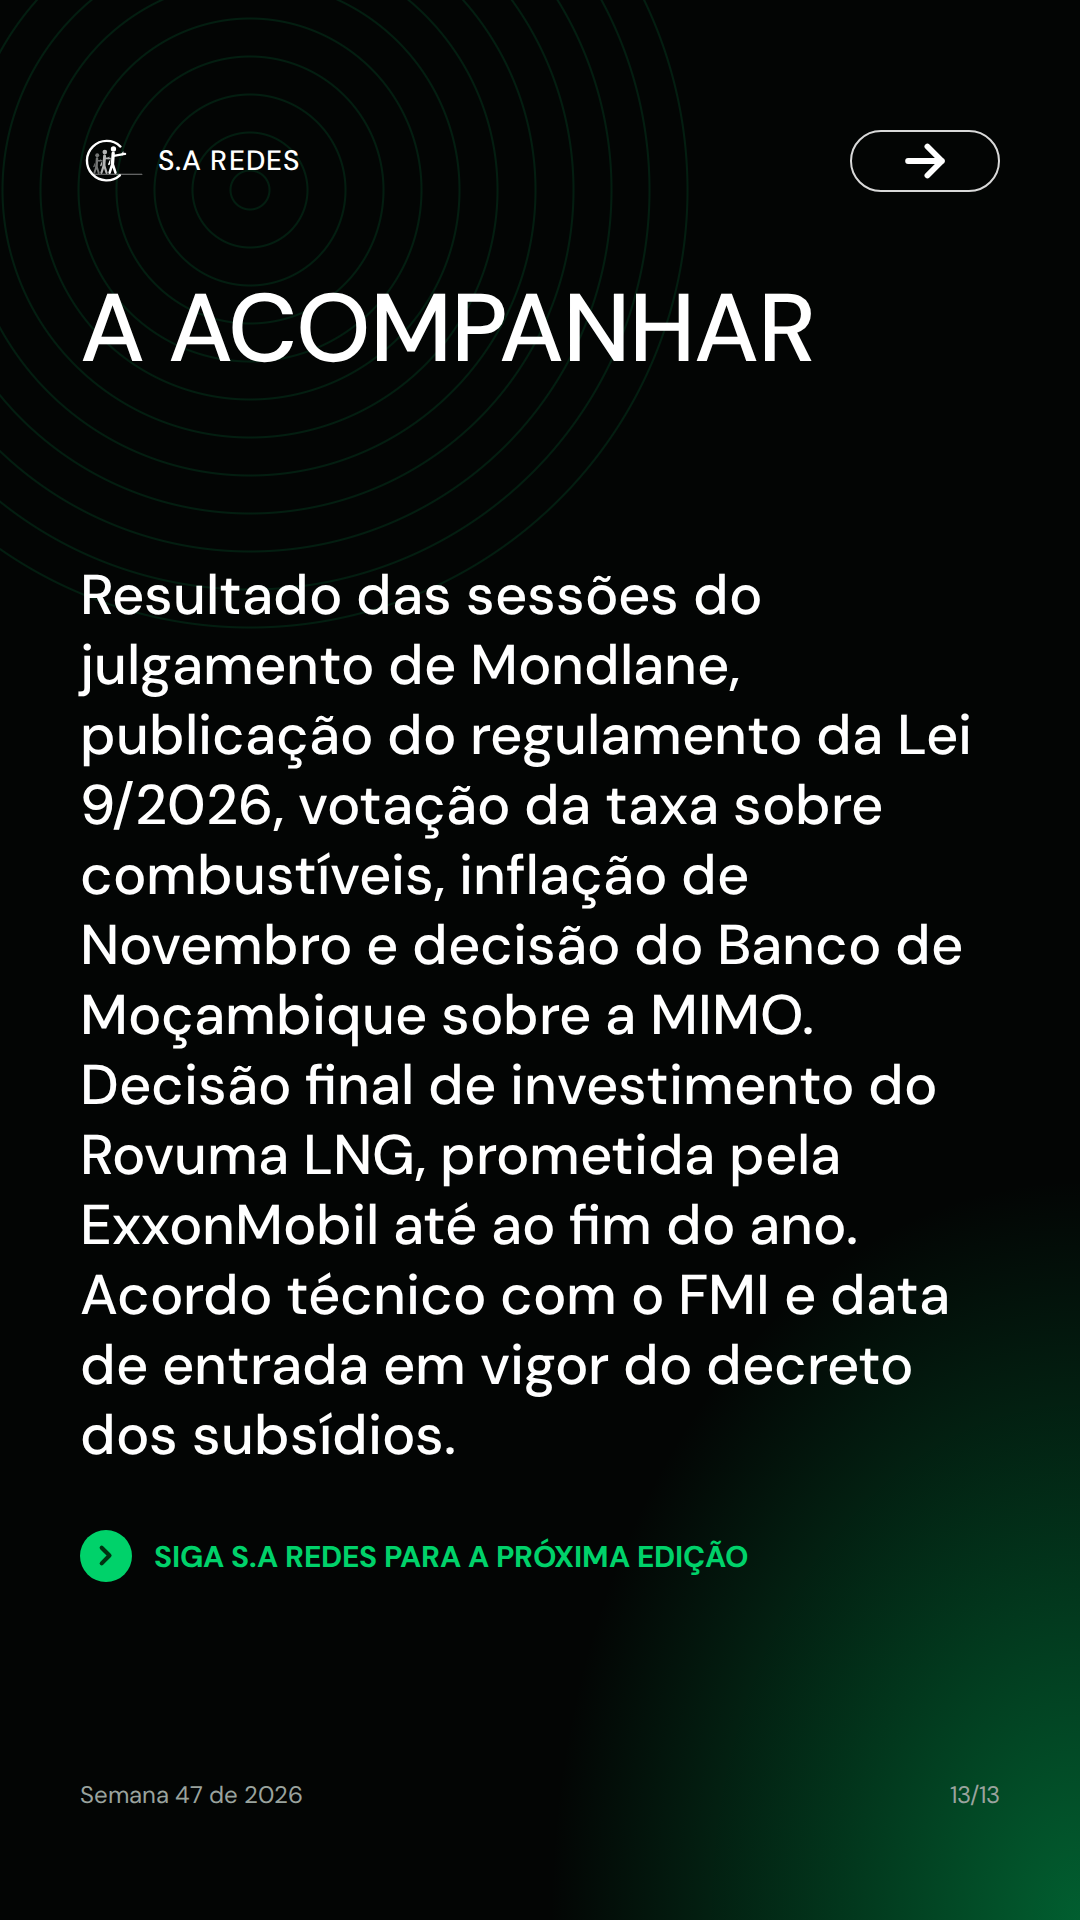 S.A REDES
A ACOMPANHAR
Resultado das sessões do
julgamento de Mondlane,
publicação do regulamento da Lei
9/2026, votação da taxa sobre
combustíveis, inflação de
Novembro e decisão do Banco de
Moçambique sobre a MIMO.
Decisão final de investimento do
Rovuma LNG, prometida pela
ExxonMobil até ao fim do ano.
Acordo técnico com o FMI e data
de entrada em vigor do decreto
dos subsídios.
SIGA S.A REDES PARA A PRÓXIMA EDIÇÃO
Semana 47 de 2026
13/13